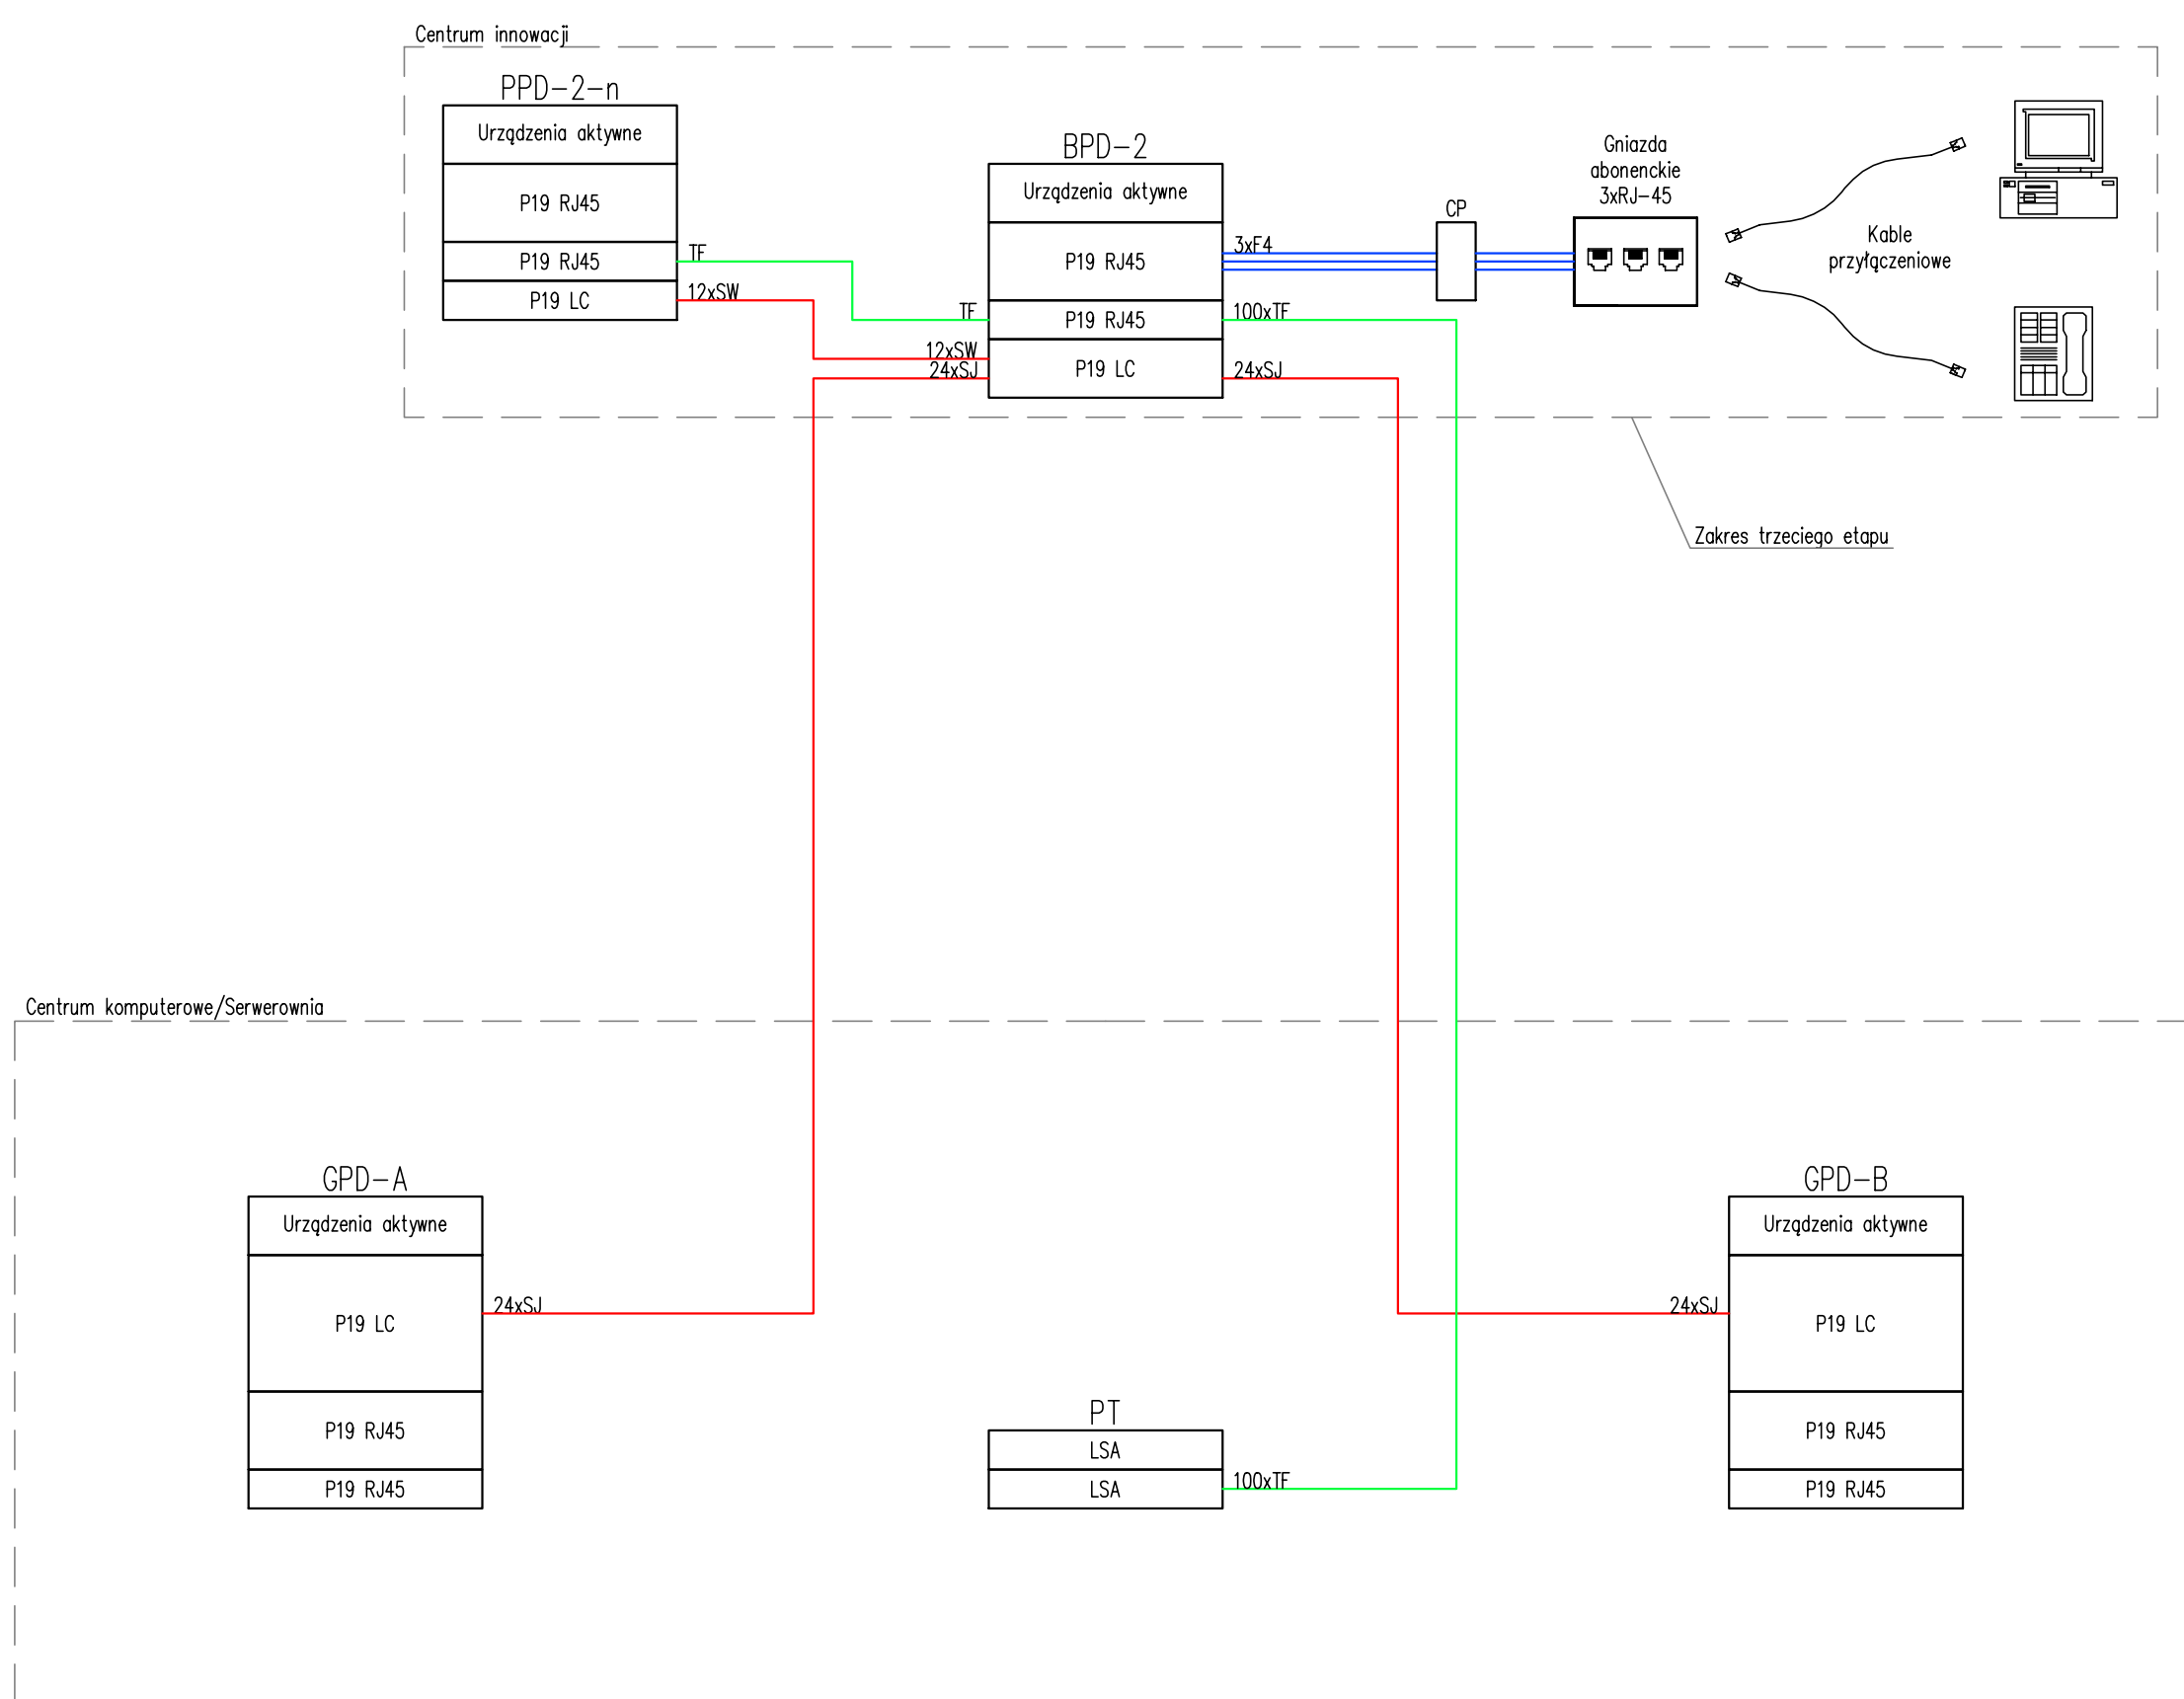 Centrum innowacji
PPD-2-n
Urządzenia aktywne
P19 RJ45
P19 RJ45
P19 LC
TF
12xSW
BPD-2
Urządzenia aktywne
P19 RJ45
P19 RJ45
P19 LC
TF
12xSW
24xSJ
3xF4
100xTF
24xSJ
CP
Gniazda
abonenckie
3xRJ-45
Kable
przyłączeniowe
Zakres trzeciego etapu
Centrum komputerowe/Serwerownia
GPD-A
Urządzenia aktywne
P19 LC
P19 RJ45
P19 RJ45
24xSJ
PT
LSA
LSA
100xTF
GPD-B
Urządzenia aktywne
24xSJ
P19 LC
P19 RJ45
P19 RJ45